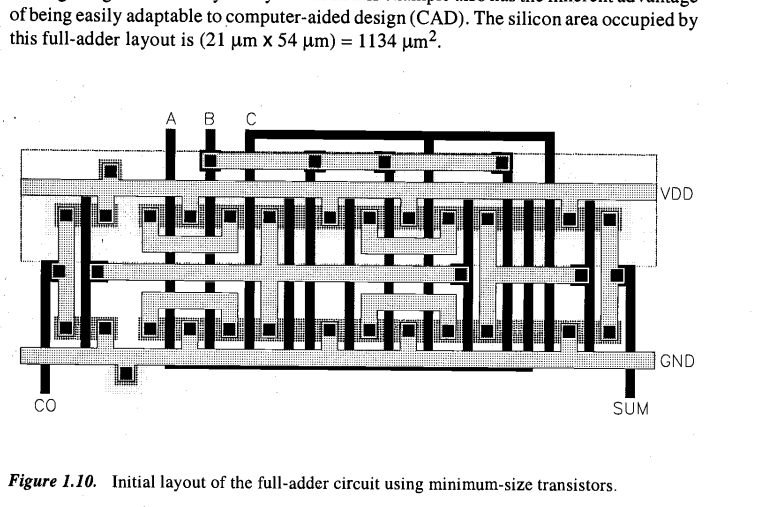 of being easily adaptable to computer-aided design (CAD). The silicon area occupied by
this full-adder layout is (21 μm x 54 μm) = 1134 μm².
A B C
VDD
GND
CO
SUM
Figure 1.10. Initial layout of the full-adder circuit using minimum-size transistors.